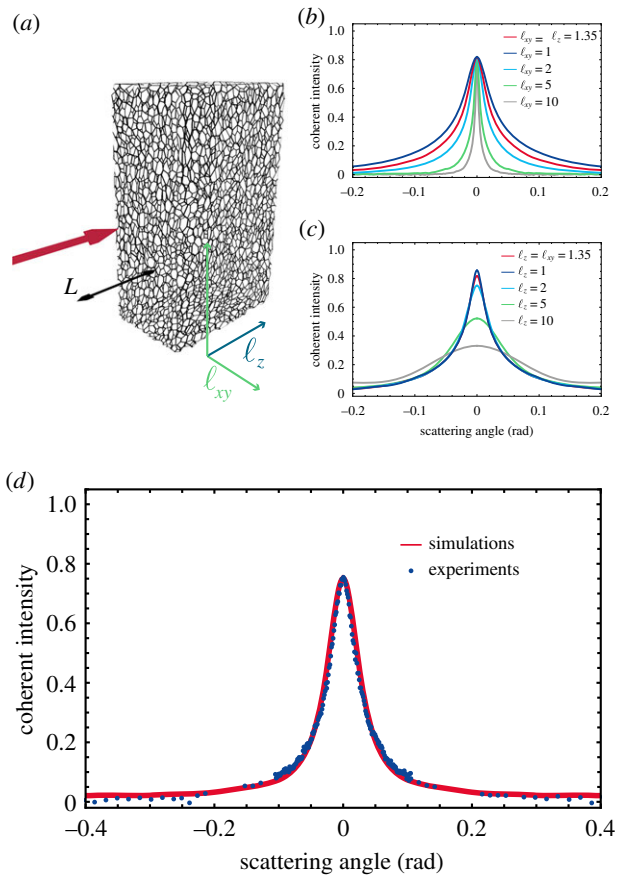 (a)
L
ℓz
ℓxy
(b)
coherent intensity
1.0
0.8
0.6
0.4
0.2
0
ℓxy = ℓz = 1.35
ℓxy = 1
ℓxy = 2
ℓxy = 5
ℓxy = 10
−0.2 −0.1 0 0.1 0.2
(c)
coherent intensity
1.0
0.8
0.6
0.4
0.2
0
ℓz = ℓxy = 1.35
ℓz = 1
ℓz = 2
ℓz = 5
ℓz = 10
−0.2 −0.1 0 0.1 0.2
scattering angle (rad)
(d)
coherent intensity
1.0
0.8
0.6
0.4
0.2
0
simulations
experiments
−0.4 −0.2 0 0.2 0.4
scattering angle (rad)